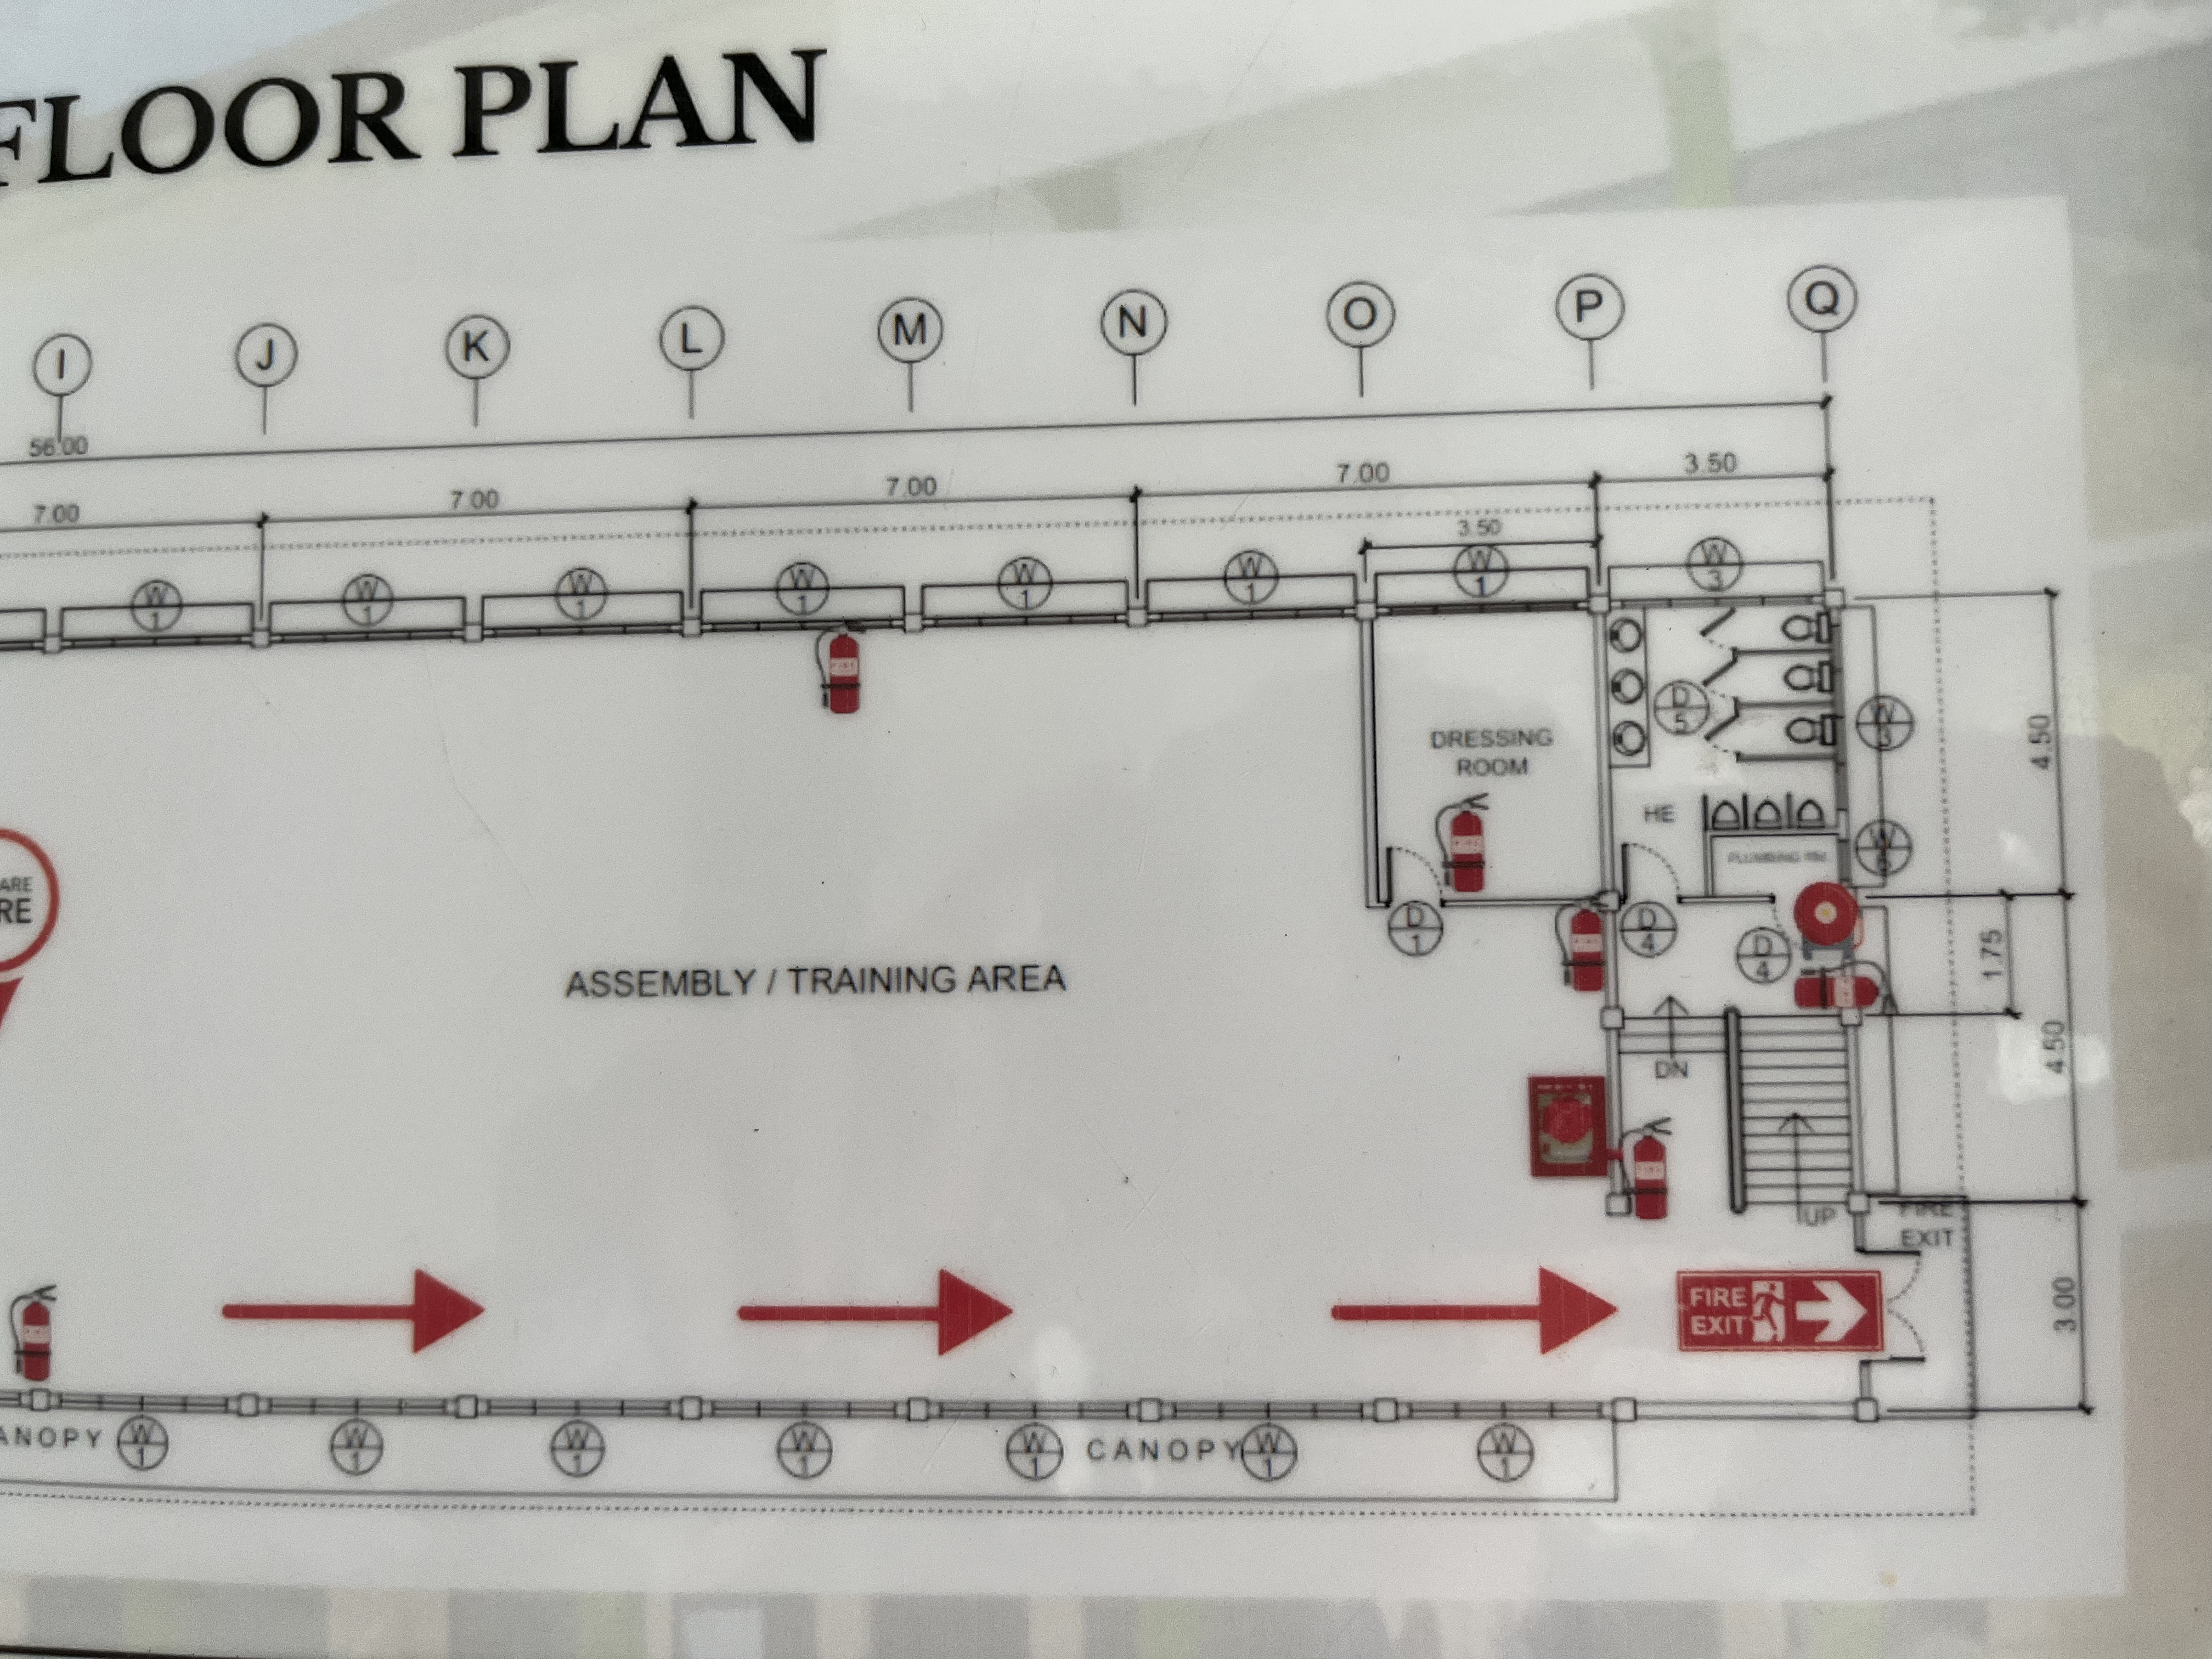 FLOOR PLAN
I J K L M N O P Q
56.00
7.00 7.00 7.00 7.00 3.50
3.50
W 1 W 1 W 1 W 1 W 1 W 1 W 1 W 3
DRESSING
ROOM
D 5
W 3
4.50
HE
PLUMBING RM.
W
ARE
RE
D 1
D 4
D 4
1.75
ASSEMBLY / TRAINING AREA
4.50
DN
UP
FIRE
EXIT
FIRE
EXIT
3.00
ANOPY
W 1 W 1 W 1 W 1 W 1 CANOPY W 1 W 1